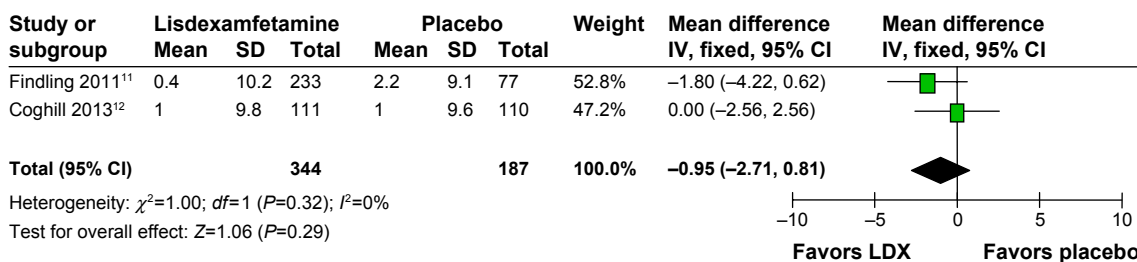 Study or subgroup Lisdexamfetamine Placebo Weight Mean difference Mean difference
Mean SD Total Mean SD Total IV, fixed, 95% CI IV, fixed, 95% CI
Findling 2011¹¹ 0.4 10.2 233 2.2 9.1 77 52.8% –1.80 (–4.22, 0.62)
Coghill 2013¹² 1 9.8 111 1 9.6 110 47.2% 0.00 (–2.56, 2.56)
Total (95% CI) 344 187 100.0% –0.95 (–2.71, 0.81)
Heterogeneity: χ²=1.00; df=1 (P=0.32); I²=0%
Test for overall effect: Z=1.06 (P=0.29)
–10 –5 0 5 10
Favors LDX Favors placebo